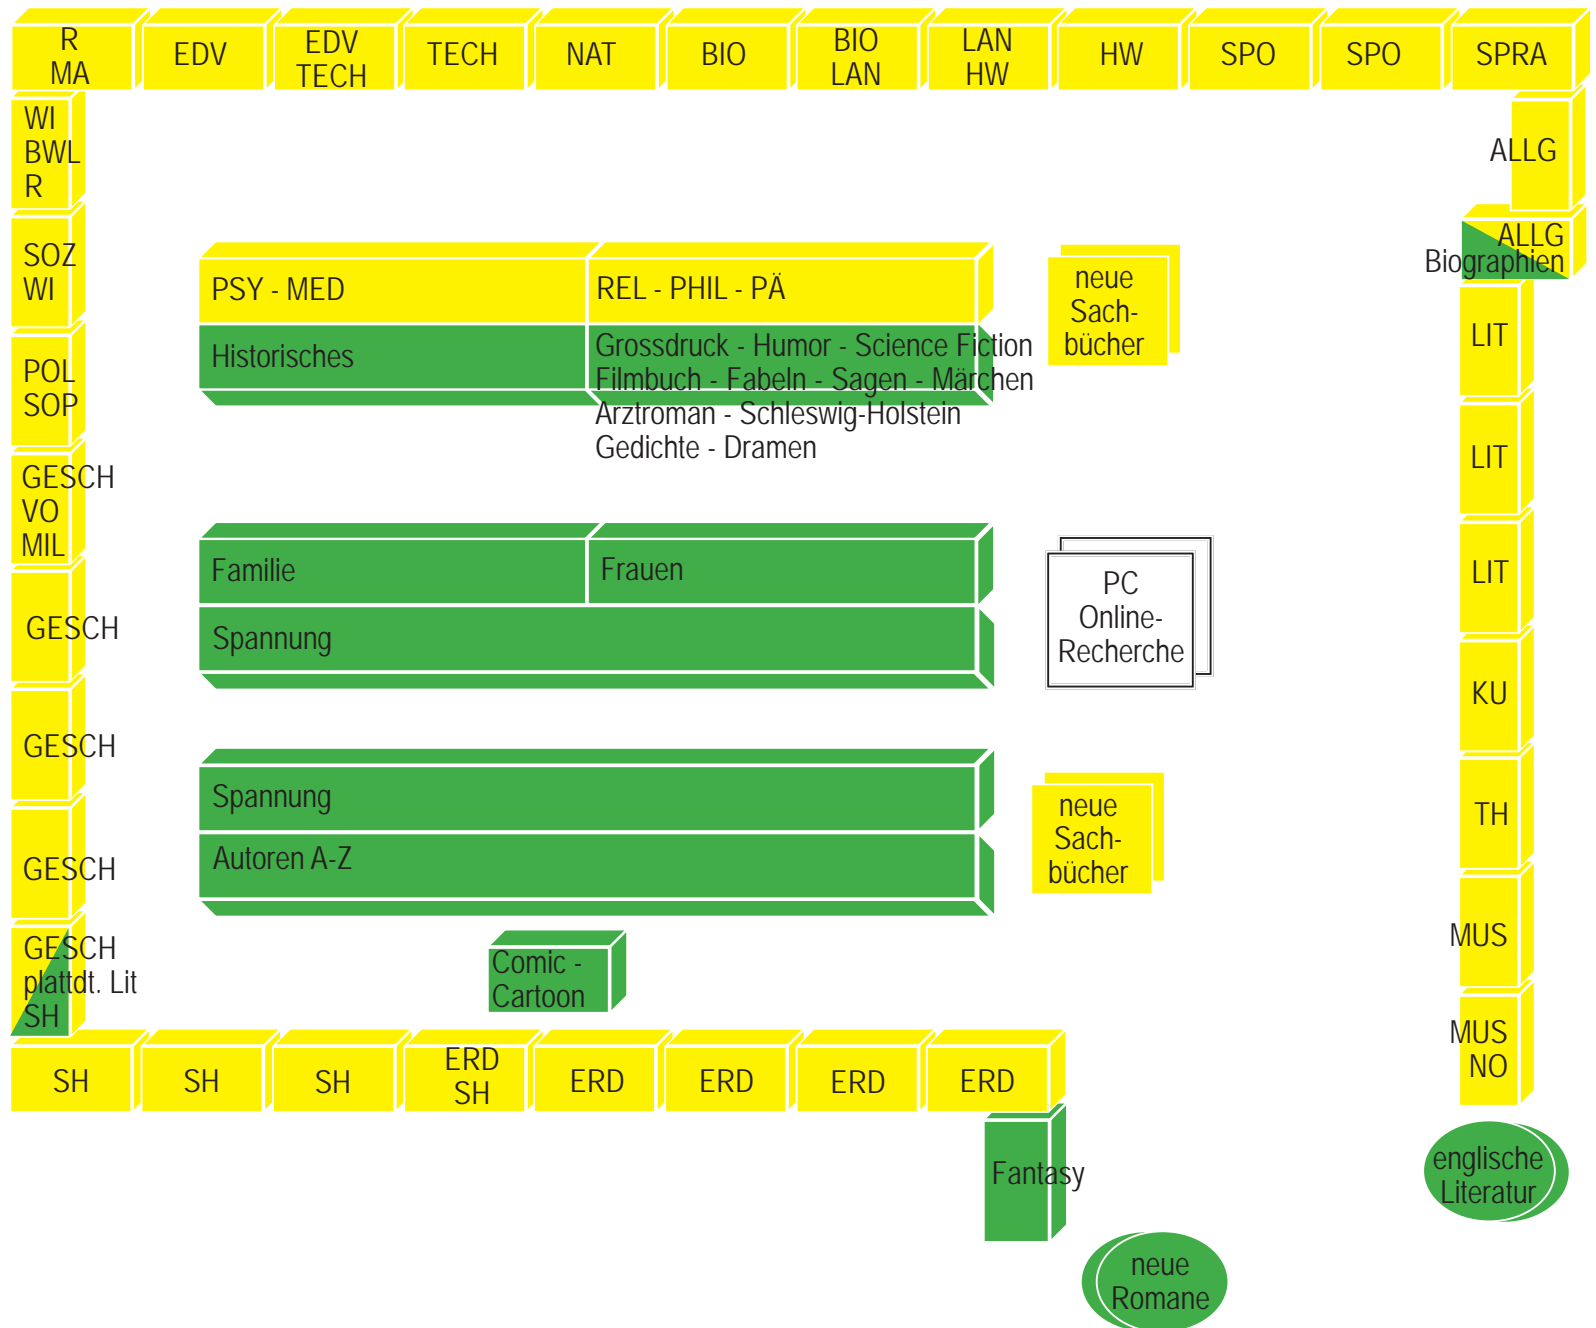 R
MA
EDV
EDV
TECH
TECH
NAT
BIO
BIO
LAN
LAN
HW
HW
SPO
SPO
SPRA
WI
BWL
R
SOZ
WI
POL
SOP
GESCH
VO
MIL
GESCH
GESCH
GESCH
GESCH
plattdt. Lit
SH
PSY - MED
REL - PHIL - PÄ
Historisches
Grossdruck - Humor - Science Fiction
Filmbuch - Fabeln - Sagen - Märchen
Arztroman - Schleswig-Holstein
Gedichte - Dramen
neue
Sach-
bücher
Familie
Frauen
Spannung
PC
Online-
Recherche
Spannung
Autoren A-Z
neue
Sach-
bücher
Comic -
Cartoon
ALLG
ALLG
Biographien
LIT
LIT
LIT
KU
TH
MUS
MUS
NO
SH
SH
SH
ERD
SH
ERD
ERD
ERD
ERD
Fantasy
englische
Literatur
neue
Romane